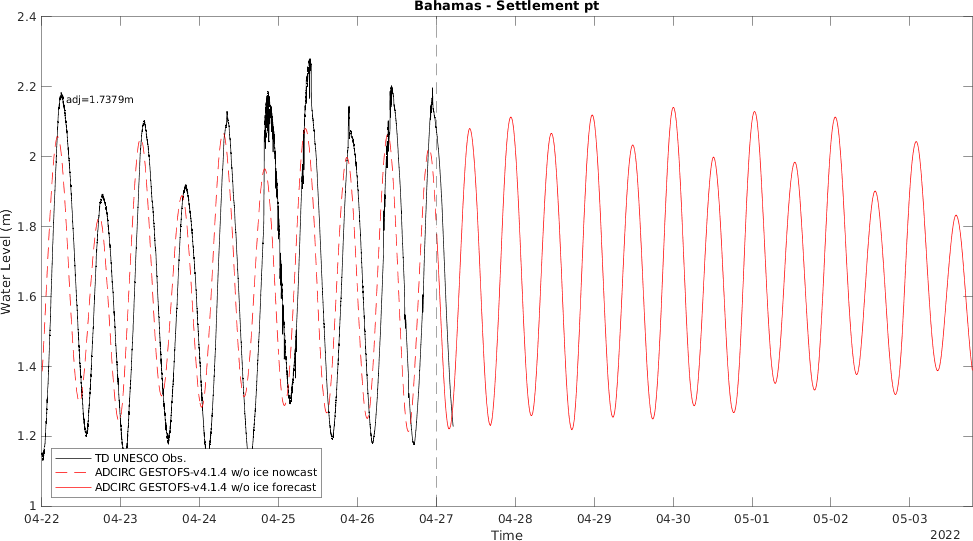 Bahamas - Settlement pt
2.4
2.2
2
1.8
1.6
1.4
1.2
1
Water Level (m)
adj=1.7379m
TD UNESCO Obs.
ADCIRC GESTOFS-v4.1.4 w/o ice nowcast
ADCIRC GESTOFS-v4.1.4 w/o ice forecast
04-22 04-23 04-24 04-25 04-26 04-27 04-28 04-29 04-30 05-01 05-02 05-03
Time
2022